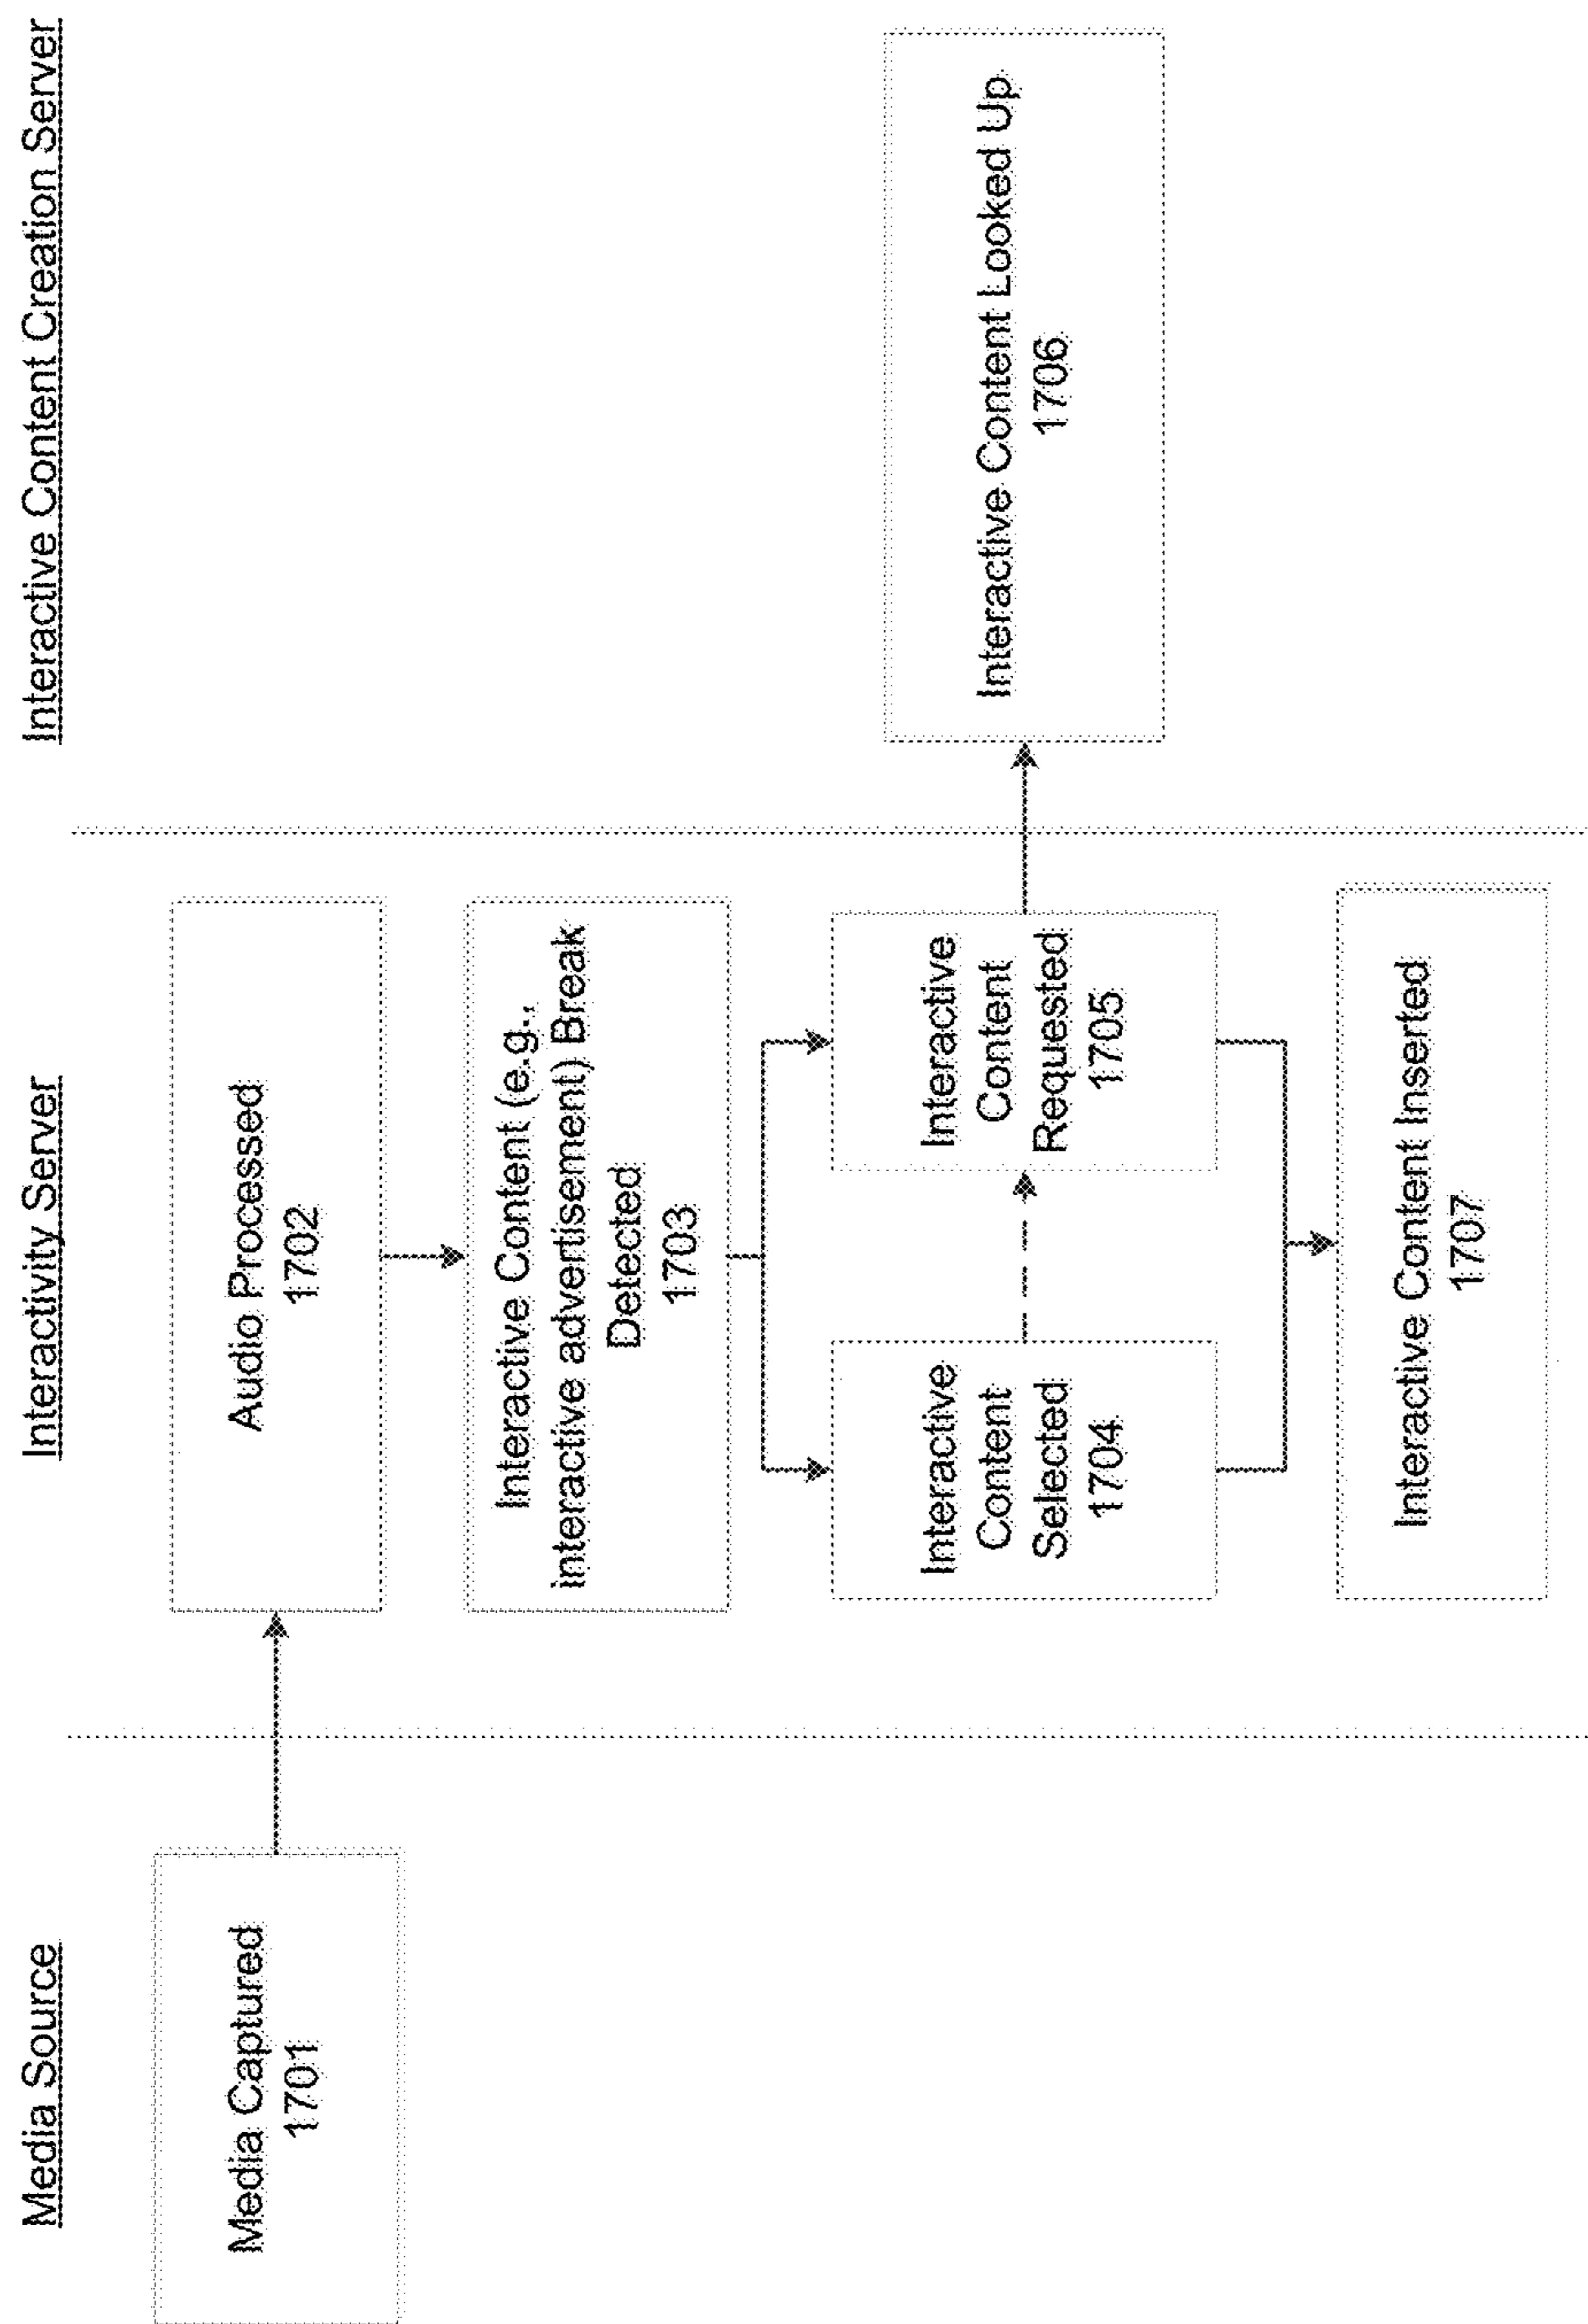 Media Source
Interactivity Server
Interactive Content Creation Server
Media Captured
1701
Audio Processed
1702
Interactive Content (e.g.,
interactive advertisement) Break
Detected
1703
Interactive
Content
Selected
1704
Interactive
Content
Requested
1705
Interactive Content Looked Up
1706
Interactive Content Inserted
1707